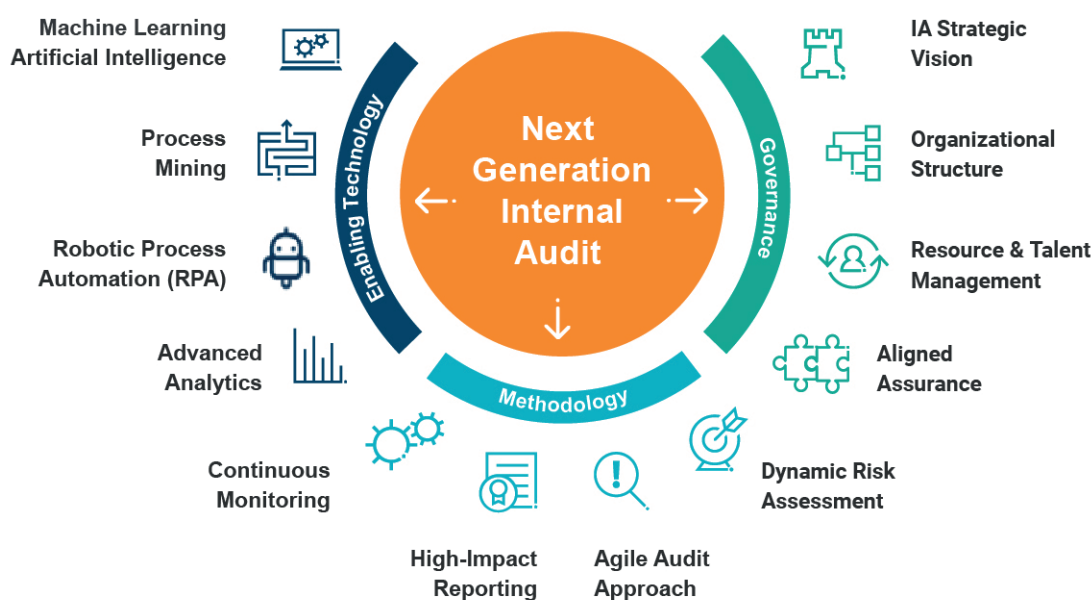 Machine Learning
Artificial Intelligence
Process
Mining
Robotic Process
Automation (RPA)
Advanced
Analytics
Continuous
Monitoring
High-Impact
Reporting
Agile Audit
Approach
Dynamic Risk
Assessment
Aligned
Assurance
Resource & Talent
Management
Organizational
Structure
IA Strategic
Vision
Enabling Technology
Methodology
Governance
Next
Generation
Internal
Audit